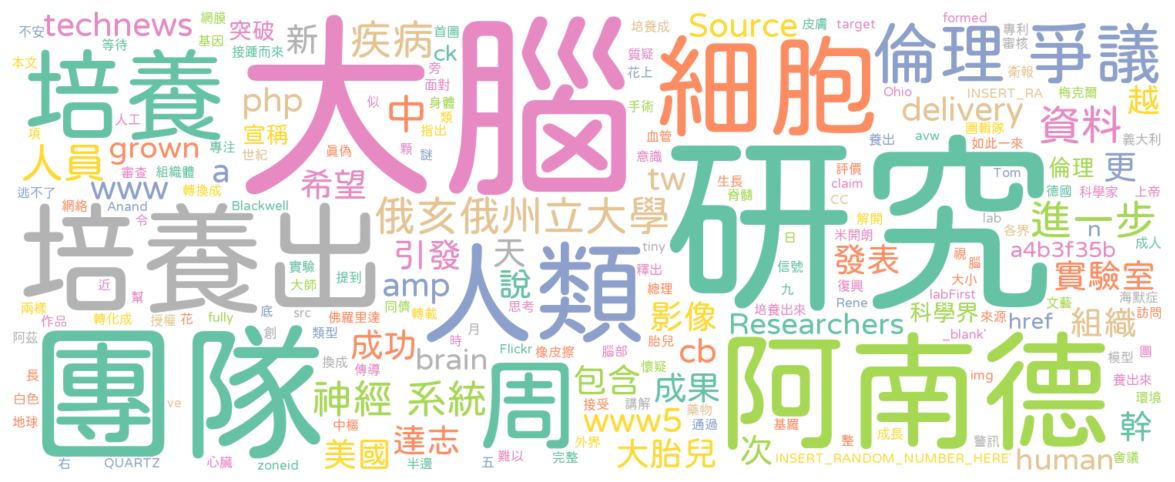 不安
technews
網膜
突破
新
疾病
首圖
培養成
Source
皮膚
target
formed
專利
倫理
爭議
等待
基因
接踵而來
大腦
ck
質疑
細胞
審核
本文
培養
旁
面對
花上
衛報
php
中
似
身體
手術
Ohio
INSERT_RA
梅克爾
delivery
越
項
人工
宣稱
類
指出
血管
圖輯隊
資料
義大利
人員
grown
專注
世紀
顆
謎
養出
avw
如此一來
審查
組織體
a
希望
tw
意識
研究
評價
倫理
更
逃不了
www
轉換成
生長
claim
Tom
德國
科學家
上帝
脊髓
CC
網絡
Anand
令
Blackwell
俄亥俄州立大學
解開
lab
各界
n
進一步
培養出
引發
天
說
tiny
日
米開朗
視
腦
a4b3f35b
成人
近
幫
實驗
大師
提到
人類
釋出
信號
發表
大小
實驗室
兩樣
src
amp
總理
九
復興
labFirst
海默症
作品
轉化成
授權
花
fully
底
佛羅里達
同儕
轉載
思考
影像
培養出來
Rene
科學界
文藝
訪問
月
Researchers
來源
href
組織
阿茲
創
類型
成功
時
胎兒
_blank'
團隊
換成
brain
Flickr
橡皮擦
腦部
懷疑
cb
阿南德
模型
圖
長
傳導
周
包含
成果
img
養出來
白色
神經
系統
接受
講解
藥物
環境
ve
中樞
www5
通過
基羅
幹
地球
美國
達志
外界
大胎兒
次
整
成長
警訊
右
QUARTZ
心臟
zoneid
半邊
五
難以
完整
INSERT_RANDOM_NUMBER_HERE
human
會議